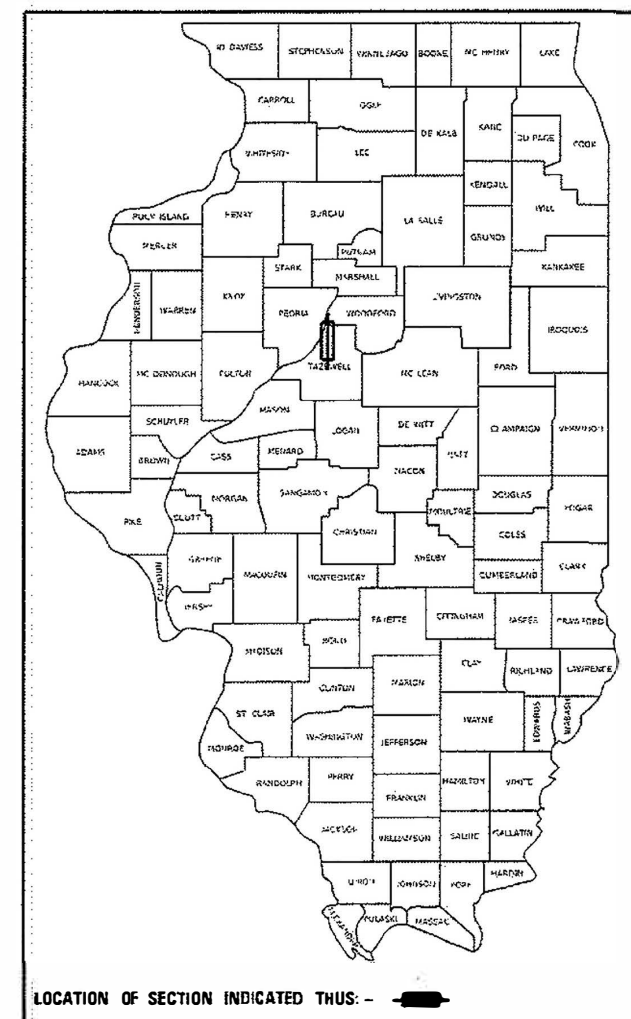 JO DAVIESS STEPHENSON WINNEBAGO BOONE MC HENRY LAKE
CARROLL OGLE DE KALB KANE DU PAGE COOK
WHITESIDE LEE
KENDALL WILL
ROCK ISLAND HENRY BUREAU LA SALLE GRUNDY
MERCER PUTNAM
STARK MARSHALL KANKAKEE
HENDERSON WARREN KNOX PEORIA WOODFORD LIVINGSTON IROQUOIS
HANCOCK MC DONOUGH FULTON TAZEWELL MC LEAN FORD
SCHUYLER MASON LOGAN DE WITT CHAMPAIGN VERMILION
ADAMS BROWN CASS MENARD MACON PIATT
PIKE SCOTT MORGAN SANGAMON CHRISTIAN MOULTRIE DOUGLAS EDGAR
COLES
CALHOUN GREENE MACOUPIN MONTGOMERY SHELBY CUMBERLAND CLARK
JERSEY FAYETTE EFFINGHAM JASPER CRAWFORD
MADISON BOND
CLAY RICHLAND LAWRENCE
CLINTON MARION
ST CLAIR WAYNE EDWARDS WABASH
MONROE WASHINGTON JEFFERSON
RANDOLPH PERRY HAMILTON WHITE
FRANKLIN
JACKSON WILLIAMSON SALINE GALLATIN
UNION JOHNSON POPE HARDIN
ALEXANDER PULASKI MASSAC
LOCATION OF SECTION INDICATED THUS: -